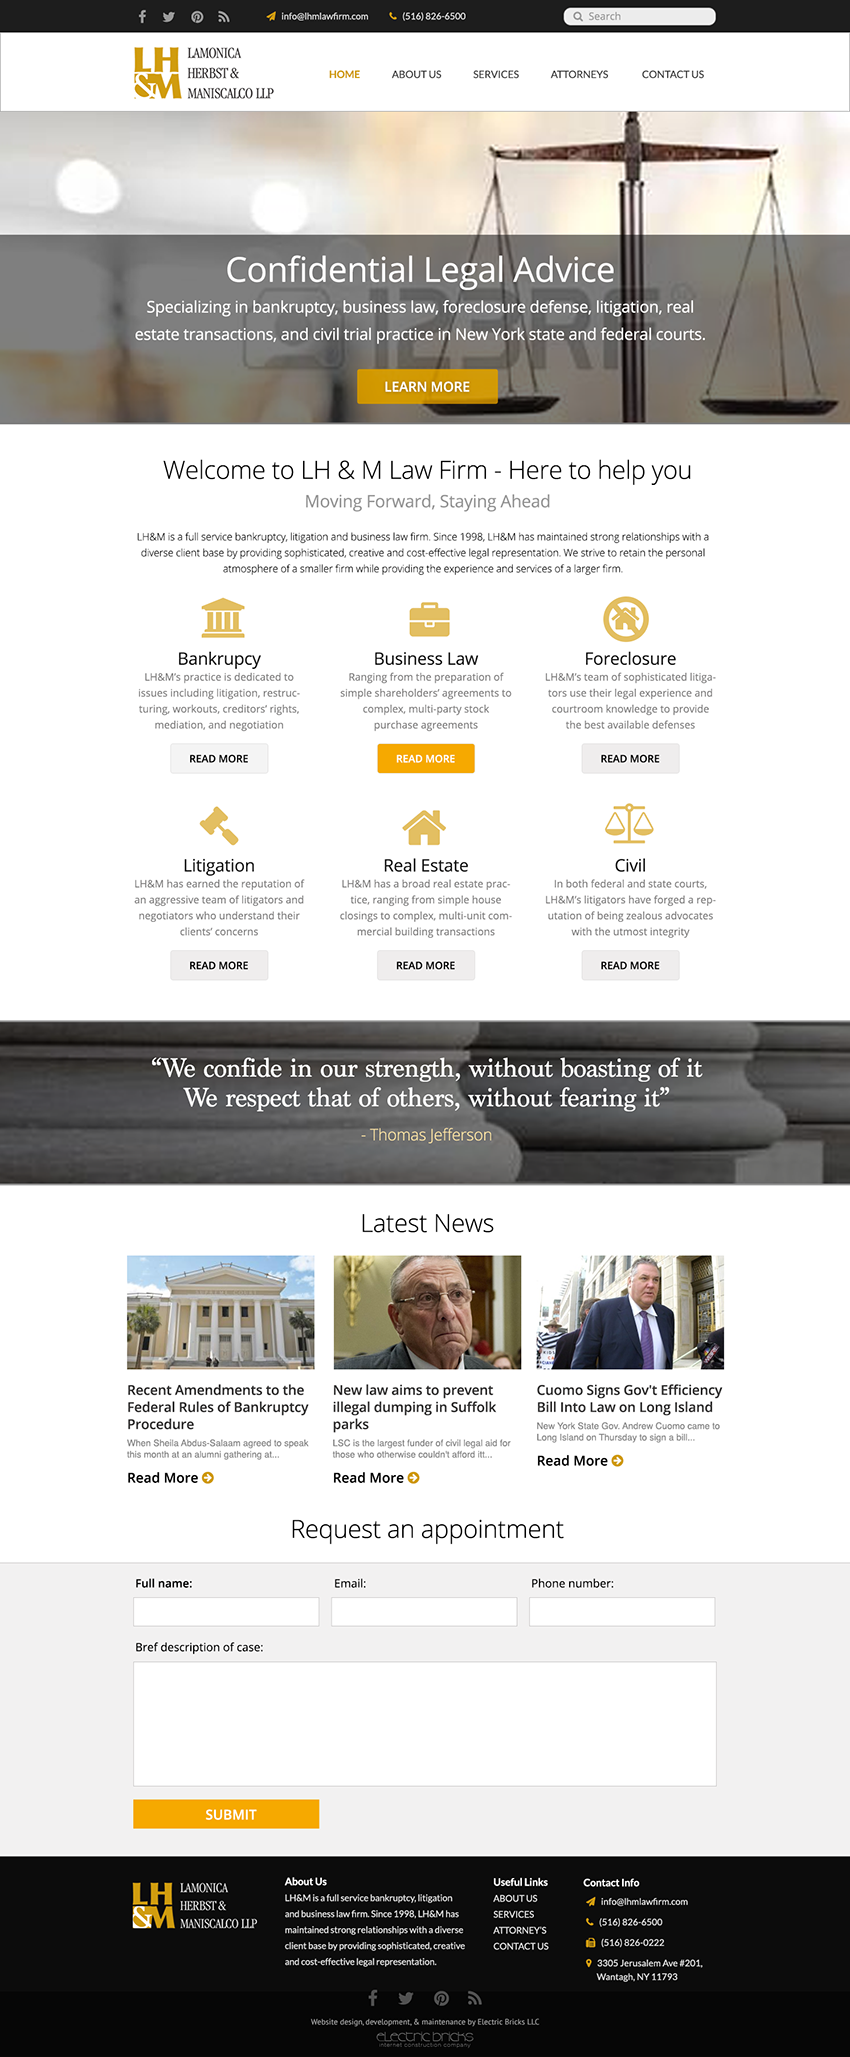 info@lhmlawfirm.com (516) 826-6500 Search
LH&M
LAMONICA
HERBST &
MANISCALCO LLP
HOME ABOUT US SERVICES ATTORNEYS CONTACT US
Confidential Legal Advice
Specializing in bankruptcy, business law, foreclosure defense, litigation, real
estate transactions, and civil trial practice in New York state and federal courts.
LEARN MORE
Welcome to LH & M Law Firm - Here to help you
Moving Forward, Staying Ahead
LH&M is a full service bankruptcy, litigation and business law firm. Since 1998, LH&M has maintained strong relationships with a
diverse client base by providing sophisticated, creative and cost-effective legal representation. We strive to retain the personal
atmosphere of a smaller firm while providing the experience and services of a larger firm.
Bankrupcy
LH&M's practice is dedicated to
issues including litigation, restruc-
turing, workouts, creditors' rights,
mediation, and negotiation
READ MORE
Business Law
Ranging from the preparation of
simple shareholders' agreements to
complex, multi-party stock
purchase agreements
READ MORE
Foreclosure
LH&M's team of sophisticated litiga-
tors use their legal experience and
courtroom knowledge to provide
the best available defenses
READ MORE
Litigation
LH&M has earned the reputation of
an aggressive team of litigators and
negotiators who understand their
clients' concerns
READ MORE
Real Estate
LH&M has a broad real estate prac-
tice, ranging from simple house
closings to complex, multi-unit com-
mercial building transactions
READ MORE
Civil
In both federal and state courts,
LH&M's litigators have forged a rep-
utation of being zealous advocates
with the utmost integrity
READ MORE
“We confide in our strength, without boasting of it
We respect that of others, without fearing it”
- Thomas Jefferson
Latest News
Recent Amendments to the
Federal Rules of Bankruptcy
Procedure
When Sheila Abdus-Salaam agreed to speak
this month at an alumni gathering at...
Read More
New law aims to prevent
illegal dumping in Suffolk
parks
LSC is the largest funder of civil legal aid for
those who otherwise couldn't afford itt...
Read More
Cuomo Signs Gov't Efficiency
Bill Into Law on Long Island
New York State Gov. Andrew Cuomo came to
Long Island on Thursday to sign a bill...
Read More
Request an appointment
Full name: Email: Phone number:
Bref description of case:
SUBMIT
LH&M
LAMONICA
HERBST &
MANISCALCO LLP
About Us
LH&M is a full service bankruptcy, litigation
and business law firm. Since 1998, LH&M has
maintained strong relationships with a diverse
client base by providing sophisticated, creative
and cost-effective legal representation.
Useful Links
ABOUT US
SERVICES
ATTORNEY'S
CONTACT US
Contact Info
info@lhmlawfirm.com
(516) 826-6500
(516) 826-0222
3305 Jerusalem Ave #201,
Wantagh, NY 11793
Website design, development, & maintenance by Electric Bricks LLC
electric bricks
internet construction company